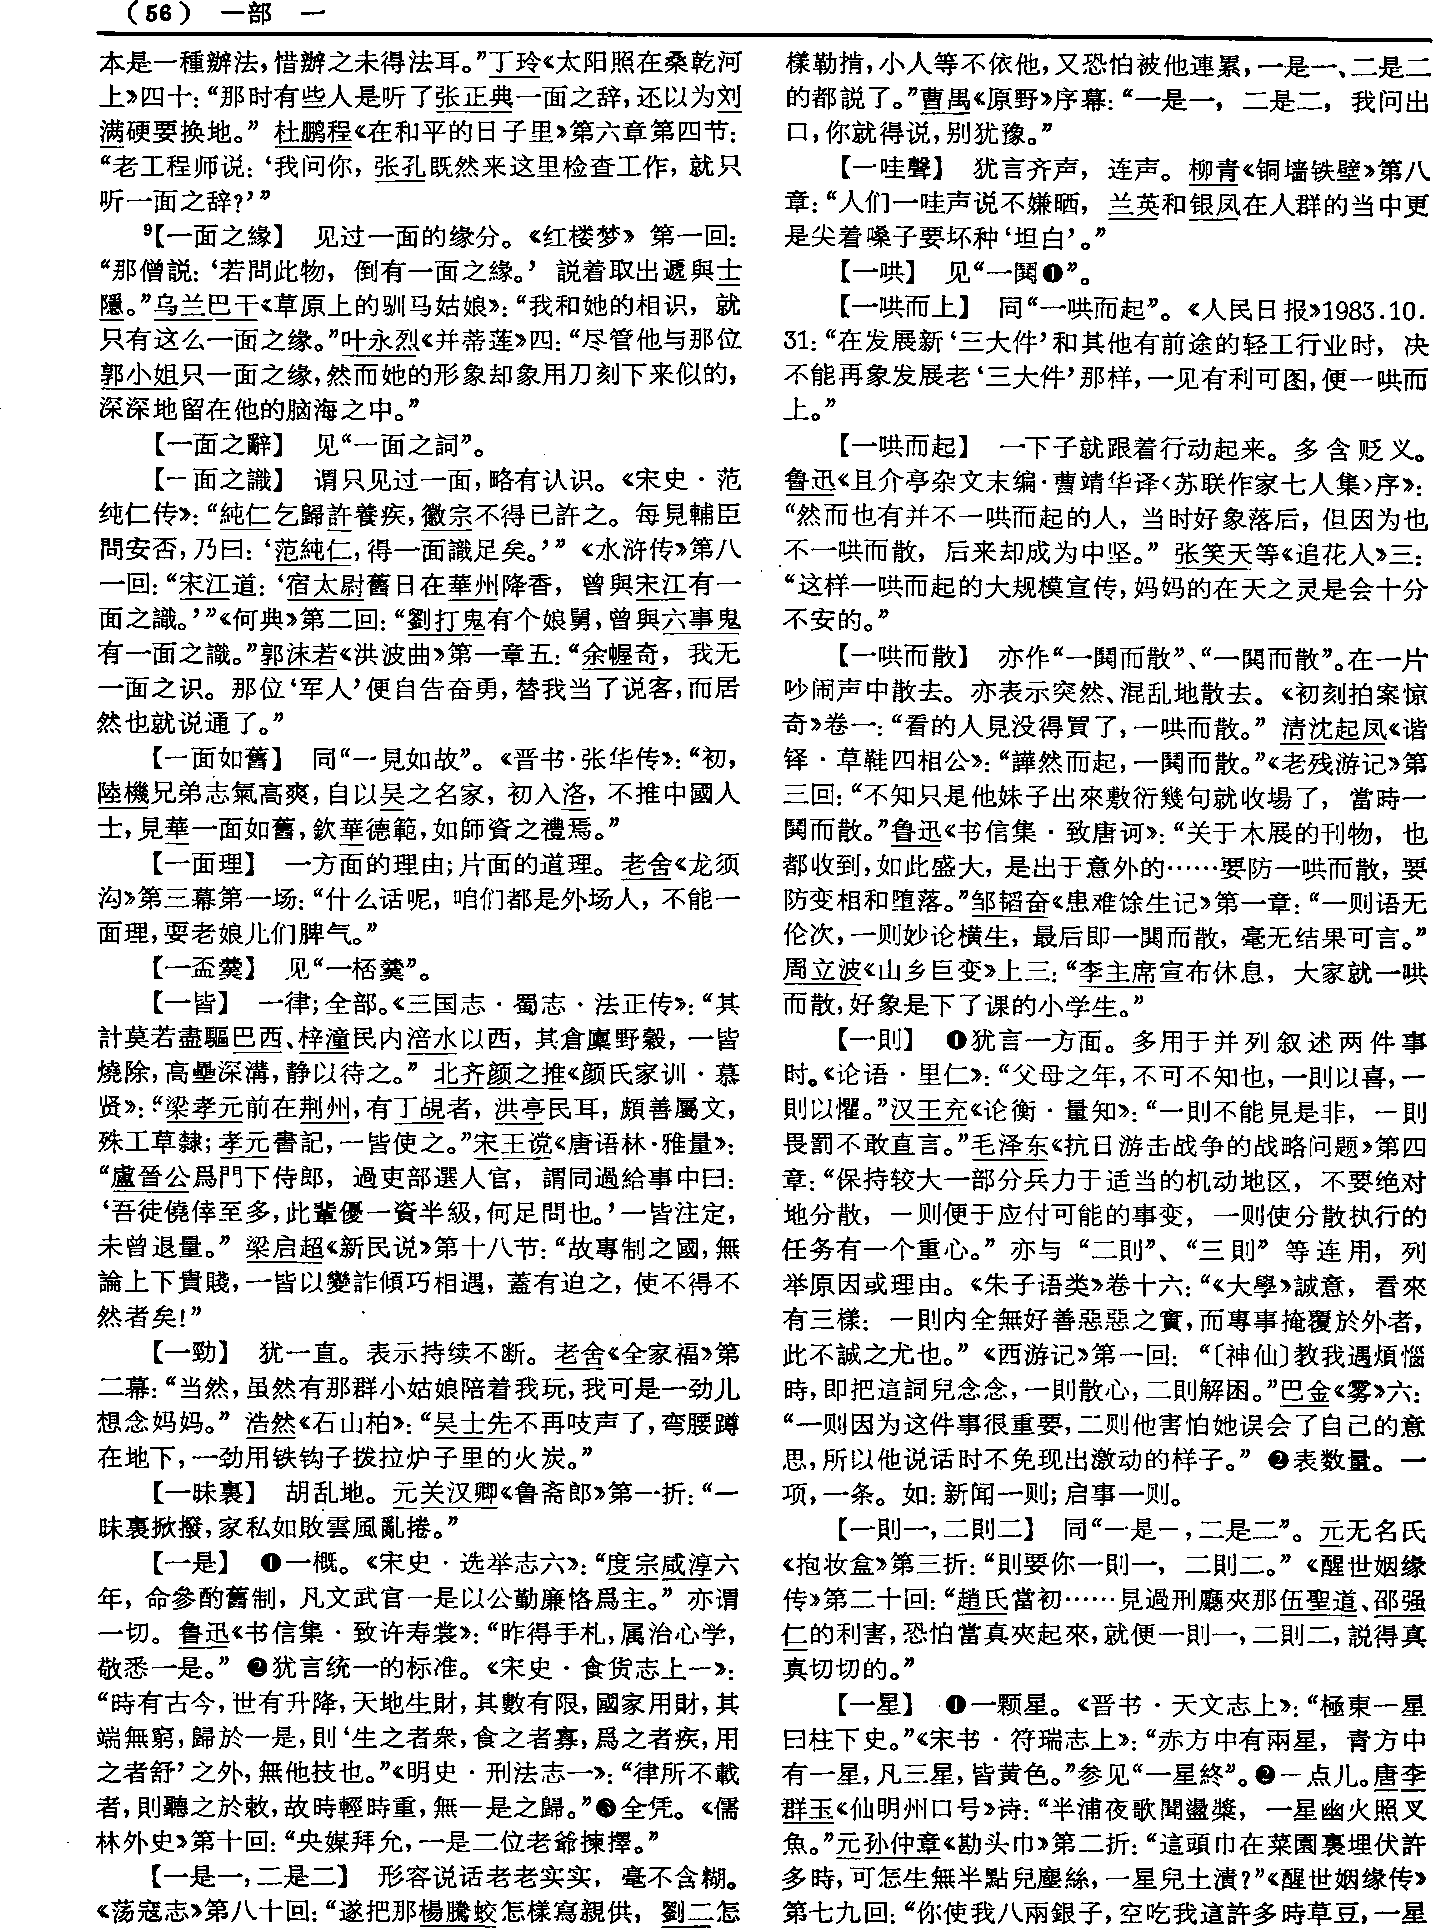 （56） 一部 一
本是一種辦法，惜辦之未得法耳。”丁玲《太阳照在桑乾河
上》四十：“那时有些人是听了张正典一面之辞，还以为刘
满硬要换地。” 杜鹏程《在和平的日子里》第六章第四节：
“老工程师说：‘我问你，张孔既然来这里检查工作，就只
听一面之辞？’”
⁹【一面之緣】 见过一面的缘分。《红楼梦》第一回：
“那僧説：‘若問此物，倒有一面之緣。’ 説着取出遞與士
隱。”乌兰巴干《草原上的驯马姑娘》：“我和她的相识，就
只有这么一面之缘。”叶永烈《并蒂莲》四：“尽管他与那位
郭小姐只一面之缘，然而她的形象却象用刀刻下来似的，
深深地留在他的脑海之中。”
【一面之辭】 见“一面之詞”。
【一面之識】 谓只见过一面，略有认识。《宋史·范
纯仁传》：“純仁乞歸許養疾，徽宗不得已許之。每見輔臣
問安否，乃曰：‘范純仁，得一面識足矣。’” 《水浒传》第八
一回：“宋江道：‘宿太尉舊日在華州降香，曾與宋江有一
面之識。’”《何典》第二回：“劉打鬼有个娘舅，曾與六事鬼
有一面之識。”郭沫若《洪波曲》第一章五：“余幄奇，我无
一面之识。那位‘军人’便自告奋勇，替我当了说客，而居
然也就说通了。”
【一面如舊】 同“一見如故”。《晋书·张华传》：“初，
陸機兄弟志氣高爽，自以吴之名家，初入洛，不推中國人
士，見華一面如舊，欽華德範，如師資之禮焉。”
【一面理】 一方面的理由；片面的道理。老舍《龙须
沟》第三幕第一场：“什么话呢，咱们都是外场人，不能一
面理，耍老娘儿们脾气。”
【一盃羹】 见“一桮羹”。
【一皆】 一律；全部。《三国志·蜀志·法正传》：“其
計莫若盡驅巴西、梓潼民内涪水以西，其倉廩野穀，一皆
燒除，高壘深溝，静以待之。” 北齐颜之推《颜氏家训·慕
贤》：“梁孝元前在荆州，有丁覘者，洪亭民耳，頗善屬文，
殊工草隸；孝元書記，一皆使之。”宋王谠《唐语林·雅量》：
“盧晉公爲門下侍郎，過吏部選人官，謂同過給事中曰：
‘吾徒僥倖至多，此輩優一資半級，何足問也。’一皆注定，
未曾退量。” 梁启超《新民说》第十八节：“故專制之國，無
論上下貴賤，一皆以變詐傾巧相遇，蓋有迫之，使不得不
然者矣！”
【一勁】 犹一直。表示持续不断。老舍《全家福》第
二幕：“当然，虽然有那群小姑娘陪着我玩，我可是一劲儿
想念妈妈。” 浩然《石山柏》：“吴士先不再吱声了，弯腰蹲
在地下，一劲用铁钩子拨拉炉子里的火炭。”
【一昧裏】 胡乱地。元关汉卿《鲁斋郎》第一折：“一
昧裏掀撥，家私如敗雲風亂捲。”
【一是】 ❶一概。《宋史·选举志六》：“度宗咸淳六
年，命參酌舊制，凡文武官一是以公勤廉恪爲主。” 亦谓
一切。鲁迅《书信集·致许寿裳》：“昨得手札，属治心学，
敬悉一是。” ❷犹言统一的标准。《宋史·食货志上一》：
“時有古今，世有升降，天地生財，其數有限，國家用財，其
端無窮，歸於一是，則‘生之者衆，食之者寡，爲之者疾，用
之者舒’之外，無他技也。”《明史·刑法志一》：“律所不載
者，則聽之於敕，故時輕時重，無一是之歸。”❸全凭。《儒
林外史》第十回：“央媒拜允，一是二位老爺揀擇。”
【一是一，二是二】 形容说话老老实实，毫不含糊。
《荡寇志》第八十回：“遂把那楊騰蛟怎樣寫親供，劉二怎
樣勒掯，小人等不依他，又恐怕被他連累，一是一、二是二
的都説了。”曹禺《原野》序幕：“一是一，二是二，我问出
口，你就得说，别犹豫。”
【一哇聲】 犹言齐声，连声。柳青《铜墙铁壁》第八
章：“人们一哇声说不嫌晒，兰英和银凤在人群的当中更
是尖着嗓子要坏种‘坦白’。”
【一哄】 见“一鬨❶”。
【一哄而上】 同“一哄而起”。《人民日报》1983.10.
31：“在发展新‘三大件’和其他有前途的轻工行业时，决
不能再象发展老‘三大件’那样，一见有利可图，便一哄而
上。”
【一哄而起】 一下子就跟着行动起来。多含贬义。
鲁迅《且介亭杂文末编·曹靖华译〈苏联作家七人集〉序》：
“然而也有并不一哄而起的人，当时好象落后，但因为也
不一哄而散，后来却成为中坚。” 张笑天等《追花人》三：
“这样一哄而起的大规模宣传，妈妈的在天之灵是会十分
不安的。”
【一哄而散】 亦作“一鬨而散”、“一閧而散”。在一片
吵闹声中散去。亦表示突然、混乱地散去。《初刻拍案惊
奇》卷一：“看的人見没得買了，一哄而散。” 清沈起凤《谐
铎·草鞋四相公》：“譁然而起，一鬨而散。”《老残游记》第
三回：“不知只是他妹子出來敷衍幾句就收場了，當時一
鬨而散。”鲁迅《书信集·致唐诃》：“关于木展的刊物，也
都收到，如此盛大，是出于意外的……要防一哄而散，要
防变相和堕落。”邹韬奋《患难馀生记》第一章：“一则语无
伦次，一则妙论横生，最后即一閧而散，毫无结果可言。”
周立波《山乡巨变》上三：“李主席宣布休息，大家就一哄
而散，好象是下了课的小学生。”
【一則】 ❶犹言一方面。多用于并列叙述两件事
时。《论语·里仁》：“父母之年，不可不知也，一則以喜，一
則以懼。”汉王充《论衡·量知》：“一則不能見是非，一則
畏罰不敢直言。”毛泽东《抗日游击战争的战略问题》第四
章：“保持较大一部分兵力于适当的机动地区，不要绝对
地分散，一则便于应付可能的事变，一则使分散执行的
任务有一个重心。” 亦与“二則”、“三則”等连用，列
举原因或理由。《朱子语类》卷十六：“《大學》誠意，看來
有三樣：一則内全無好善惡惡之實，而專事掩覆於外者，
此不誠之尤也。” 《西游记》第一回：“〔神仙〕教我遇煩惱
時，即把這詞兒念念，一則散心，二則解困。”巴金《雾》六：
“一则因为这件事很重要，二则他害怕她误会了自己的意
思，所以他说话时不免现出激动的样子。” ❷表数量。一
项，一条。如：新闻一则；启事一则。
【一則一，二則二】 同“一是一，二是二”。元无名氏
《抱妆盒》第三折：“則要你一則一，二則二。” 《醒世姻缘
传》第二十回：“趙氏當初……見過刑廳夾那伍聖道、邵强
仁的利害，恐怕當真夾起來，就便一則一，二則二，説得真
真切切的。”
【一星】 ❶一颗星。《晋书·天文志上》：“極東一星
曰柱下史。”《宋书·符瑞志上》：“赤方中有兩星，青方中
有一星，凡三星，皆黄色。”参见“一星終”。❷一点儿。唐李
群玉《仙明州口号》诗：“半浦夜歌聞盪槳，一星幽火照叉
魚。”元孙仲章《勘头巾》第二折：“這頭巾在菜園裏埋伏許
多時，可怎生無半點兒塵絲，一星兒土漬？”《醒世姻缘传》
第七九回：“你使我八兩銀子，空吃我這許多時草豆，一星